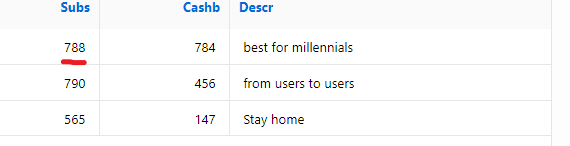 Subs Cashb Descr
788 784 best for millennials
790 456 from users to users
565 147 Stay home